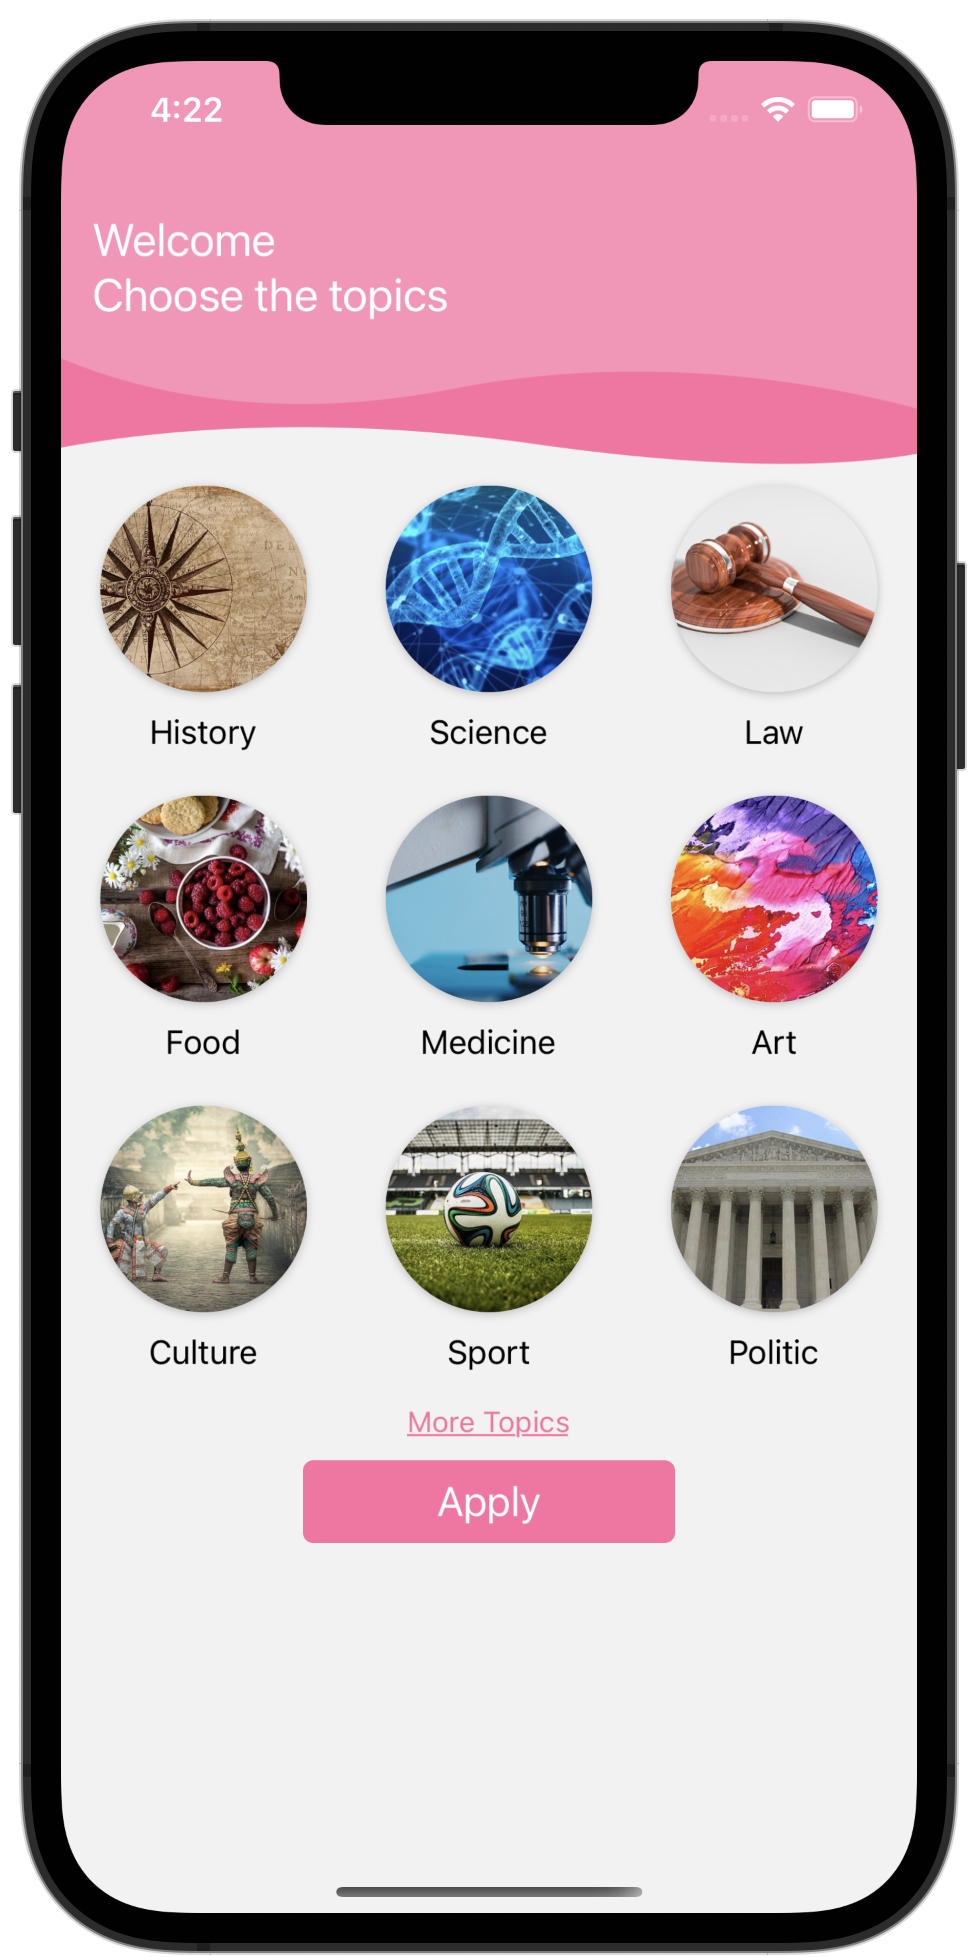 4:22
Welcome
Choose the topics
History
Science
Law
Food
Medicine
Art
Culture
Sport
Politic
More Topics
Apply